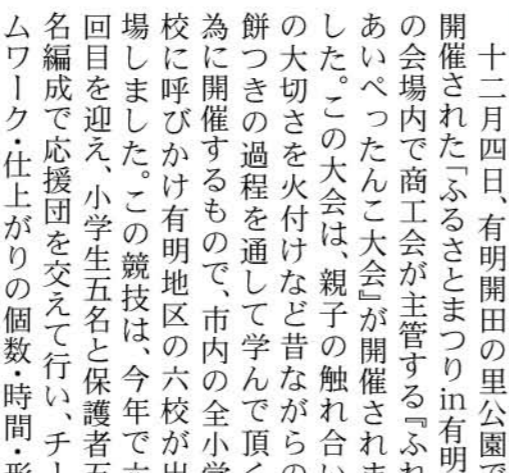 十二月四日、有明開田の里公園で
開催された「ふるさとまつりin有明
の会場内で商工会が主管する『ふれ
あいぺったんこ大会』が開催されま
した。この大会は、親子の触れ合い
の大切さを火付けなど昔ながらの
餅つきの過程を通して学んで頂く
為に開催するもので、市内の全小学
校に呼びかけ有明地区の六校が出
場しました。この競技は、今年で六
回目を迎え、小学生五名と保護者五
名編成で応援団を交えて行い、チー
ムワーク・仕上がりの個数・時間・形